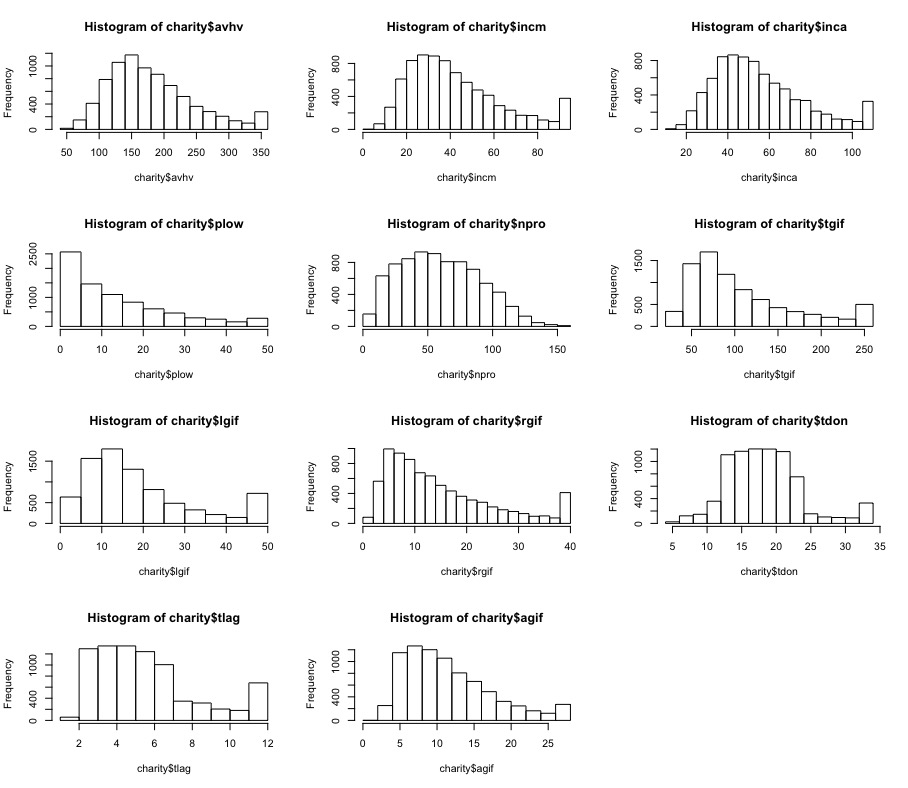 Histogram of charity$avhv
Frequency
0 400 1000
50 100 150 200 250 300 350
charity$avhv
Histogram of charity$incm
Frequency
0 400 800
0 20 40 60 80
charity$incm
Histogram of charity$inca
Frequency
0 400 800
20 40 60 80 100
charity$inca
Histogram of charity$plow
Frequency
0 1000 2500
0 10 20 30 40 50
charity$plow
Histogram of charity$npro
Frequency
0 400 800
0 50 100 150
charity$npro
Histogram of charity$tgif
Frequency
0 500 1500
50 100 150 200 250
charity$tgif
Histogram of charity$lgif
Frequency
0 500 1500
0 10 20 30 40 50
charity$lgif
Histogram of charity$rgif
Frequency
0 400 800
0 10 20 30 40
charity$rgif
Histogram of charity$tdon
Frequency
0 400 1000
5 10 15 20 25 30 35
charity$tdon
Histogram of charity$tlag
Frequency
0 400 1000
2 4 6 8 10 12
charity$tlag
Histogram of charity$agif
Frequency
0 400 1000
0 5 10 15 20 25
charity$agif